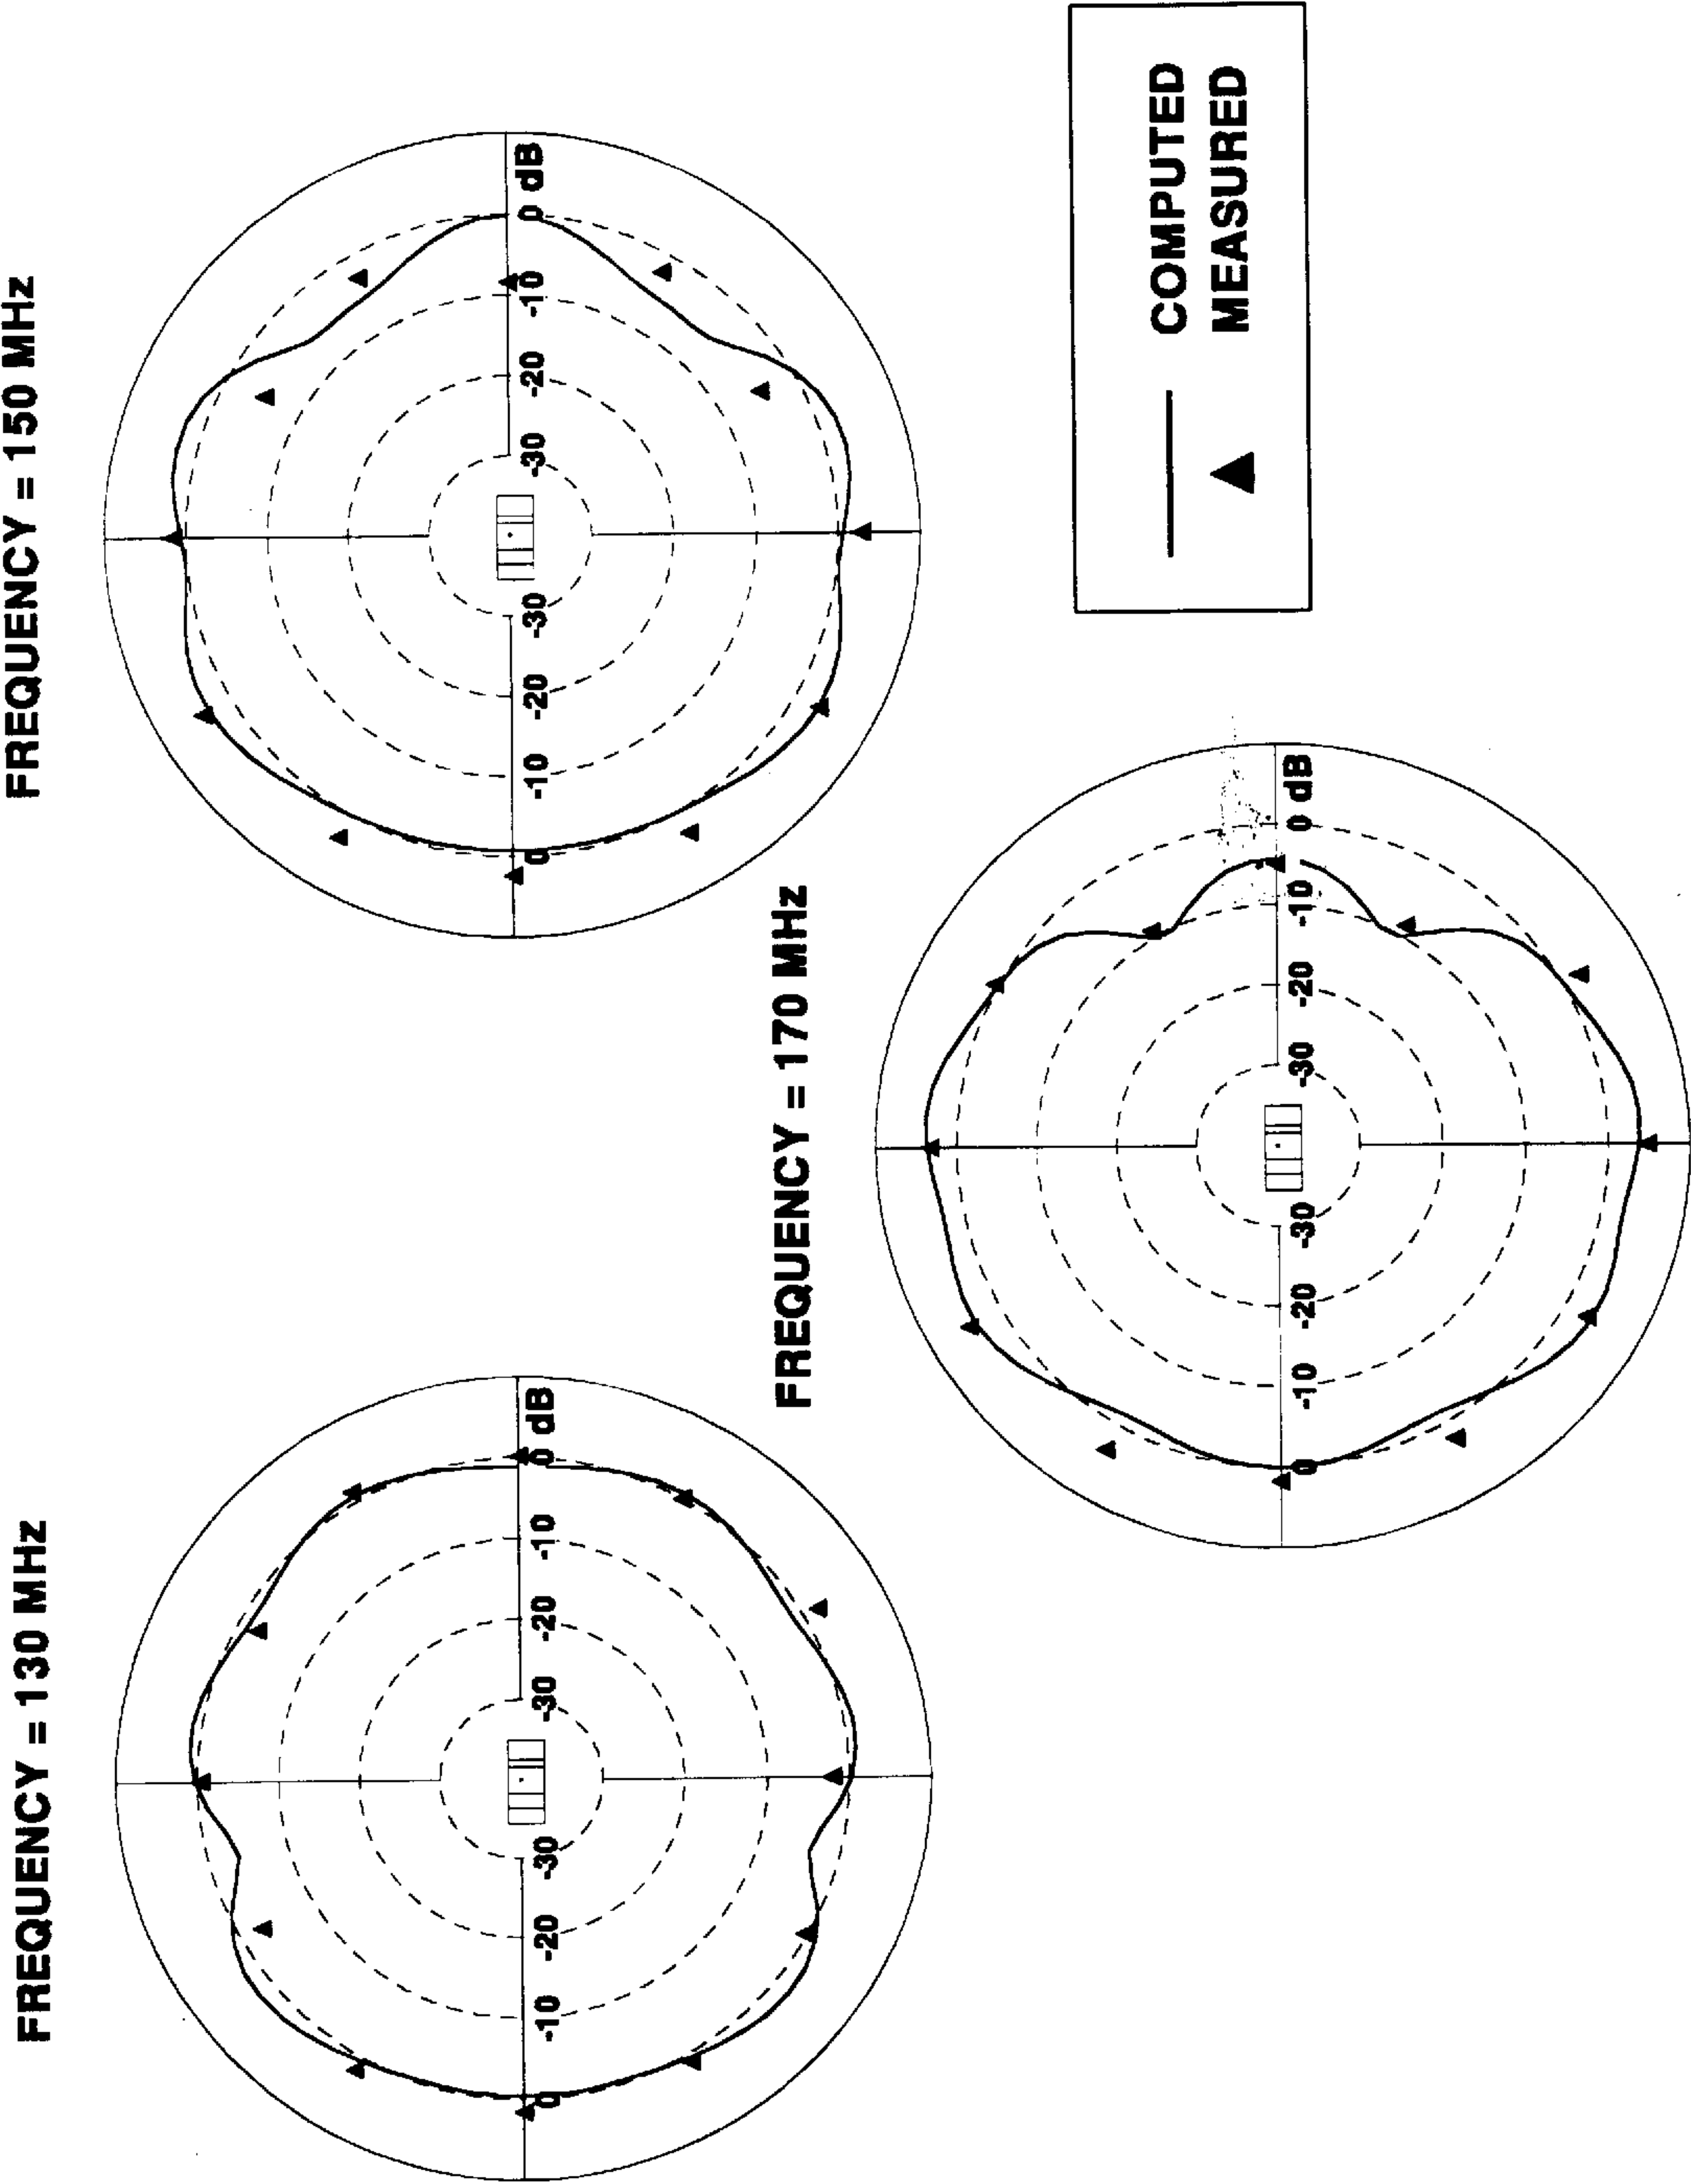 FREQUENCY = 130 MHz
0 dB
-10
-20
-30
-30
-20
-10
0
FREQUENCY = 150 MHz
0 dB
-10
-20
-30
-30
-20
-10
0
FREQUENCY = 170 MHz
0 dB
-10
-20
-30
-30
-20
-10
0
COMPUTED
MEASURED